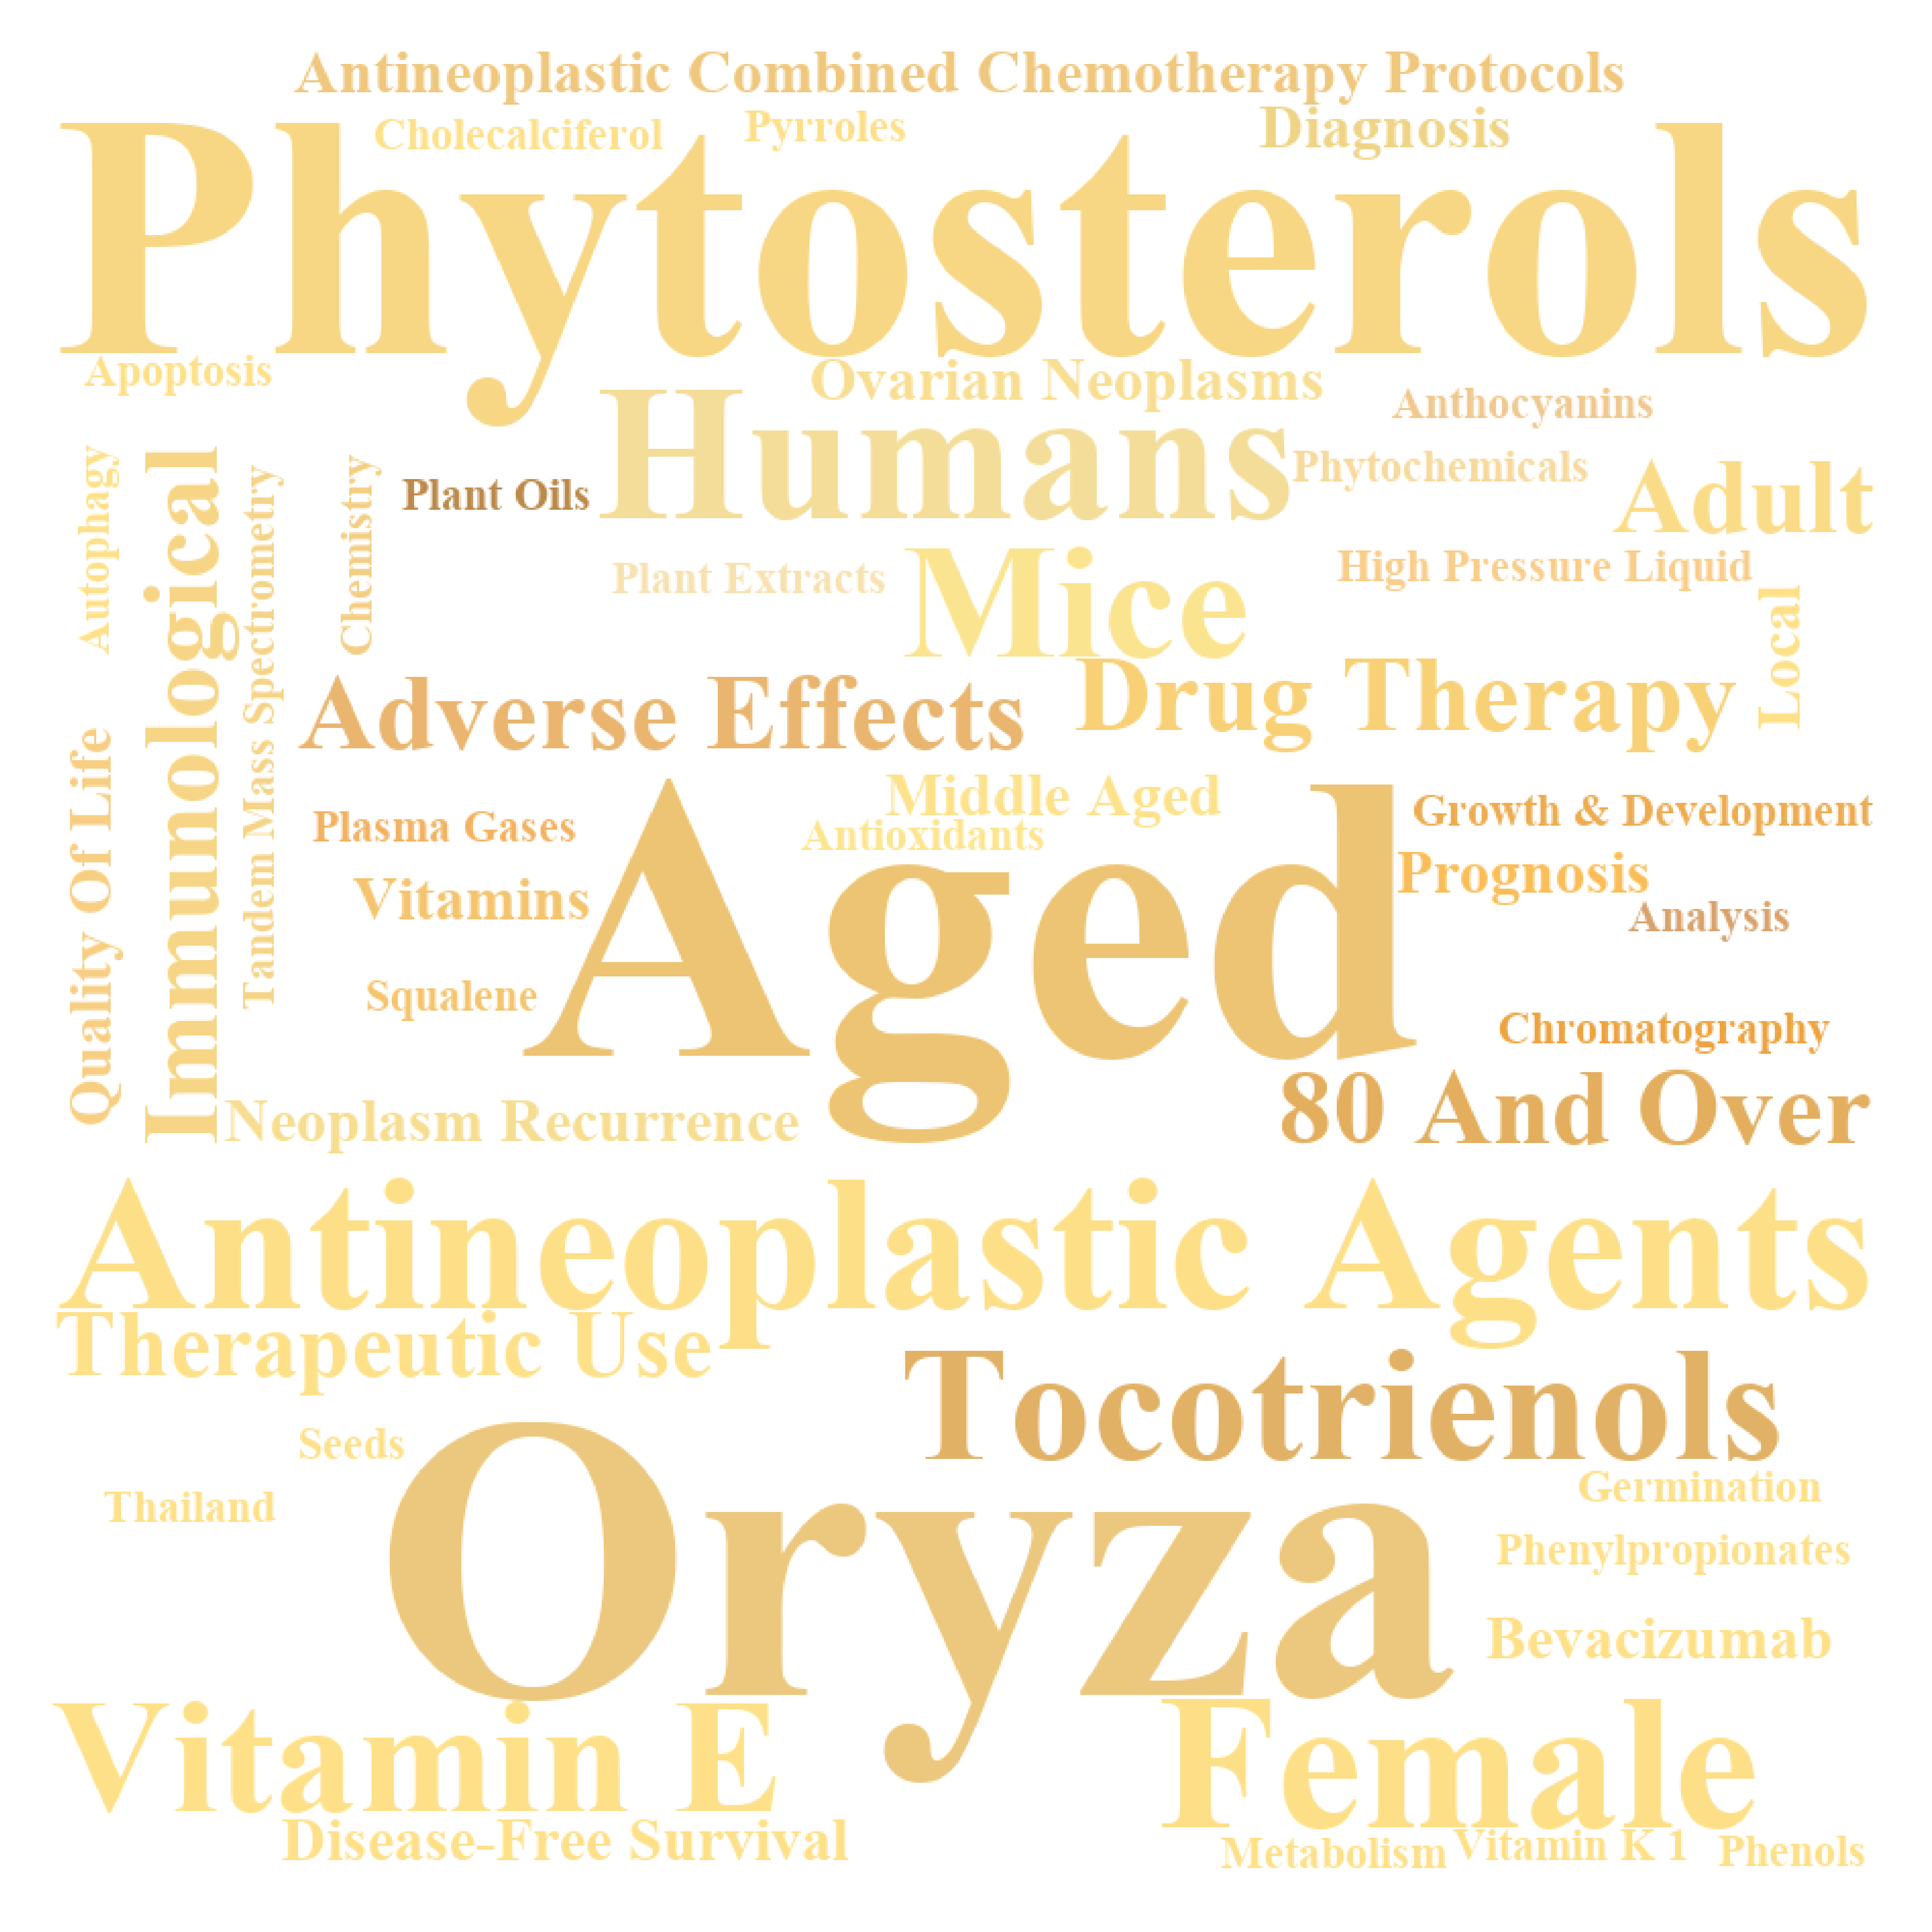 Antineoplastic Combined Chemotherapy Protocols
Cholecalciferol
Pyrroles
Diagnosis
Phytosterols
Apoptosis
Ovarian Neoplasms
Anthocyanins
Humans
Phytochemicals
Adult
Plant Oils
Autophagy
Immunological
Tandem Mass Spectrometry
Chemistry
Plant Extracts
Mice
High Pressure Liquid
Local
Adverse Effects
Drug Therapy
Quality Of Life
Middle Aged
Growth & Development
Plasma Gases
Antioxidants
Prognosis
Vitamins
Aged
Analysis
Squalene
Chromatography
Neoplasm Recurrence
80 And Over
Antineoplastic Agents
Therapeutic Use
Tocotrienols
Seeds
Germination
Thailand
Oryza
Phenylpropionates
Bevacizumab
Vitamin E
Female
Disease-Free Survival
Metabolism
Vitamin K 1
Phenols